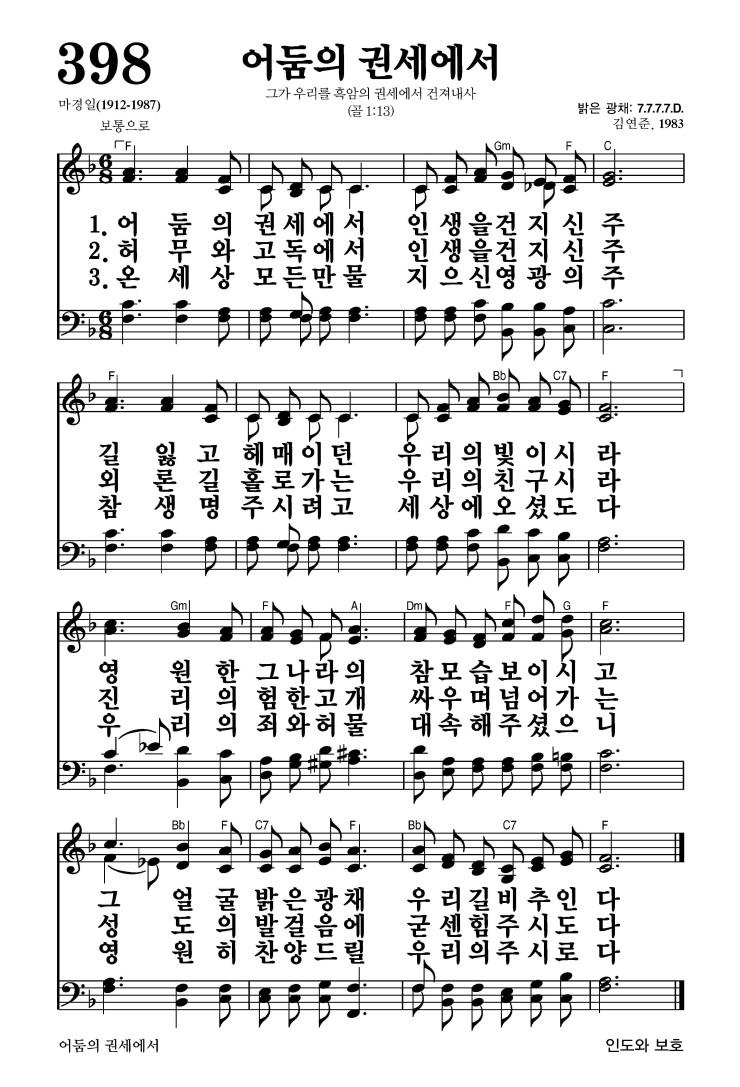 398
어둠의 권세에서
그가 우리를 흑암의 권세에서 건져내사
(골 1:13)
마경일(1912-1987)
보통으로
밝은 광채: 7.7.7.7.D.
김연준, 1983
F Gm F C
1. 어 둠 의 권 세 에 서 인 생 을 건 지 신 주
2. 허 무 와 고 독 에 서 인 생 을 건 지 신 주
3. 온 세 상 모 든 만 물 지 으 신 영 광 의 주
F Bb C7 F
길 잃 고 헤 매 이 던 우 리 의 빛 이 시 라
외 론 길 홀 로 가 는 우 리 의 친 구 시 라
참 생 명 주 시 려 고 세 상 에 오 셨 도 다
Gm F A Dm F G F
영 원 한 그 나 라 의 참 모 습 보 이 시 고
진 리 의 험 한 고 개 싸 우 며 넘 어 가 는
우 리 의 죄 와 허 물 대 속 해 주 셨 으 니
Bb F C7 F Bb C7 F
그 얼 굴 밝 은 광 채 우 리 길 비 추 인 다
성 도 의 발 걸 음 에 굳 센 힘 주 시 도 다
영 원 히 찬 양 드 릴 우 리 의 주 시 로 다
어둠의 권세에서
인도와 보호